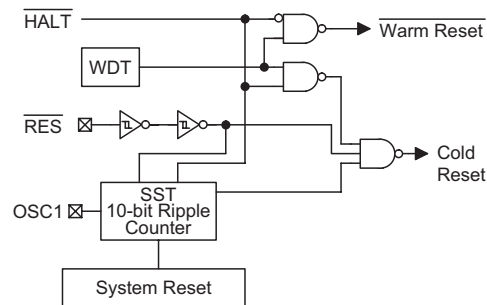 HALT
Warm Reset
WDT
RES
Cold
Reset
SST
10-bit Ripple
Counter
OSC1
System Reset